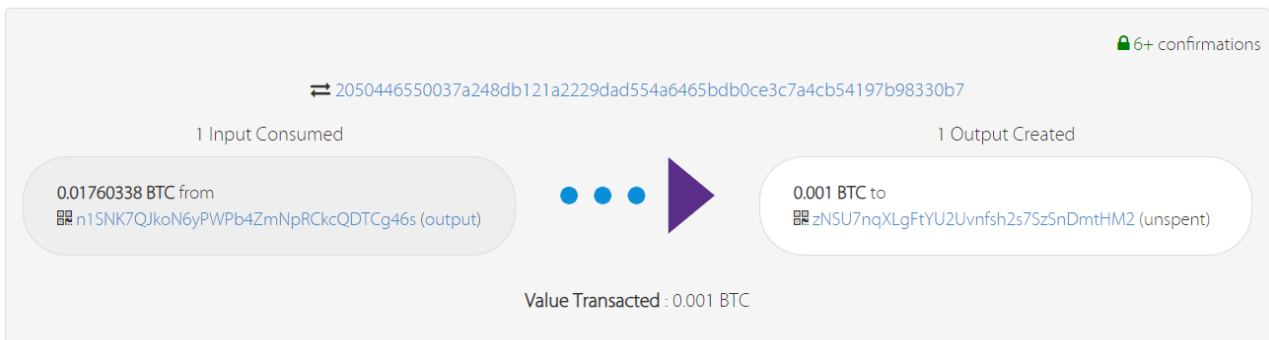 6+ confirmations
2050446550037a248db121a2229dad554a6465bdb0ce3c7a4cb54197b98330b7
1 Input Consumed
1 Output Created
0.01760338 BTC from
n1SNK7QJkoN6yPWPb4ZmNpRCkcQDTCg46s (output)
0.001 BTC to
zNSU7nqXLgFtYU2Uvnfsh2s7SzSnDmtHM2 (unspent)
Value Transacted : 0.001 BTC